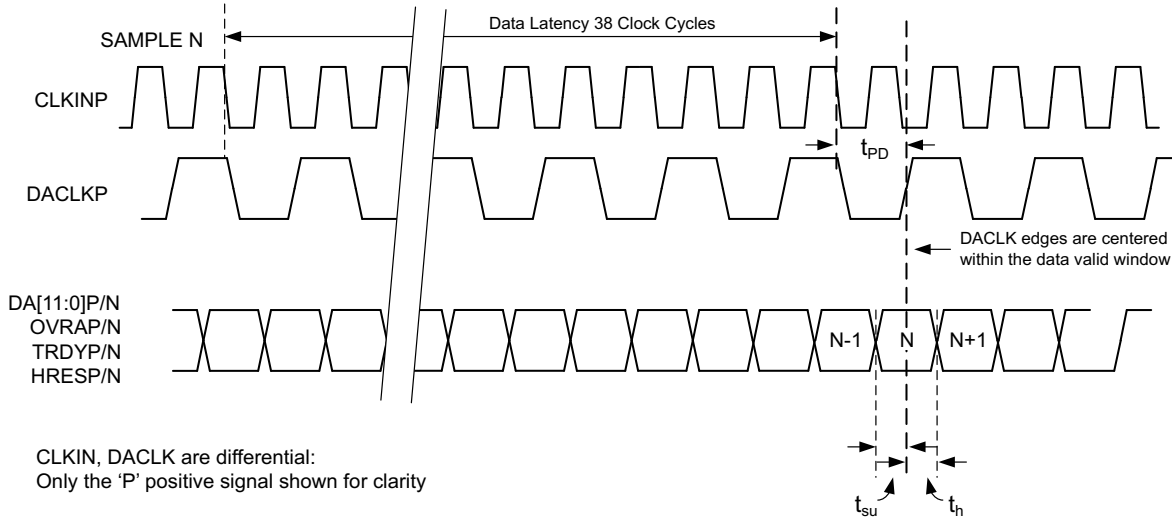 Data Latency 38 Clock Cycles
SAMPLE N
CLKINP
tPD
DACLKP
DACLK edges are centered
within the data valid window
DA[11:0]P/N
OVRAP/N
TRDYP/N
HRESP/N
N-1
N
N+1
CLKIN, DACLK are differential:
Only the ‘P’ positive signal shown for clarity
tsu
th